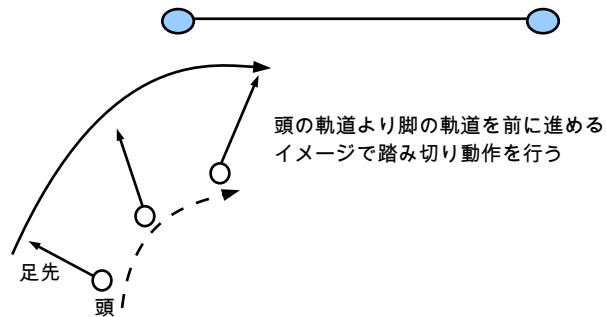 頭の軌道より脚の軌道を前に進める
イメージで踏み切り動作を行う
足先
頭